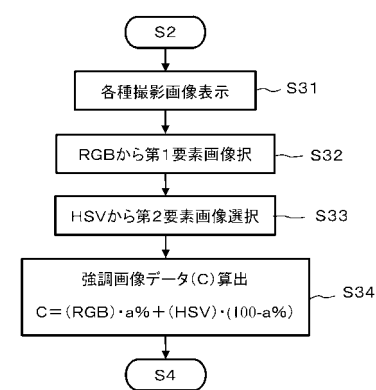 S2
各種撮影画像表示
S31
RGBから第1要素画像択
S32
HSVから第2要素画像選択
S33
強調画像データ(C)算出
C=(RGB)·a%+(HSV)·(100-a%)
S34
S4